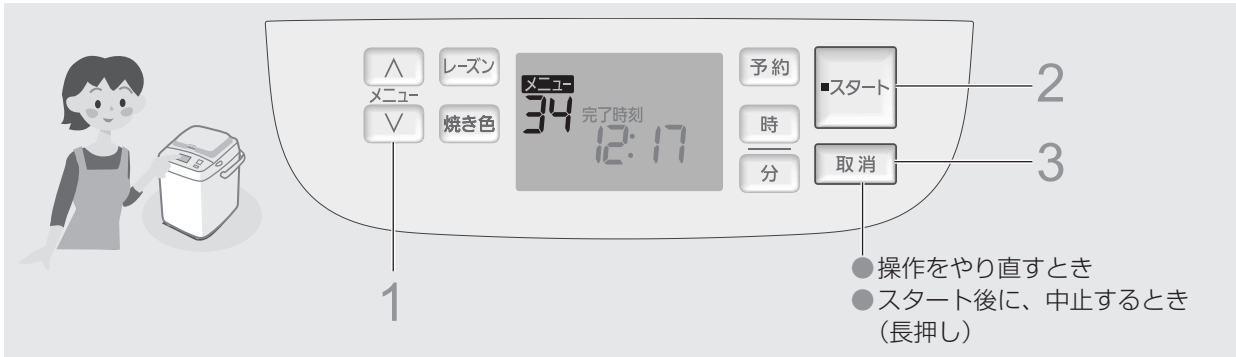 ∧
メニュー
∨
レーズン
焼き色
メニュー
34
完了時刻
12:17
予約
時
分
スタート
取消
1
2
3
●操作をやり直すとき
●スタート後に、中止するとき
（長押し）